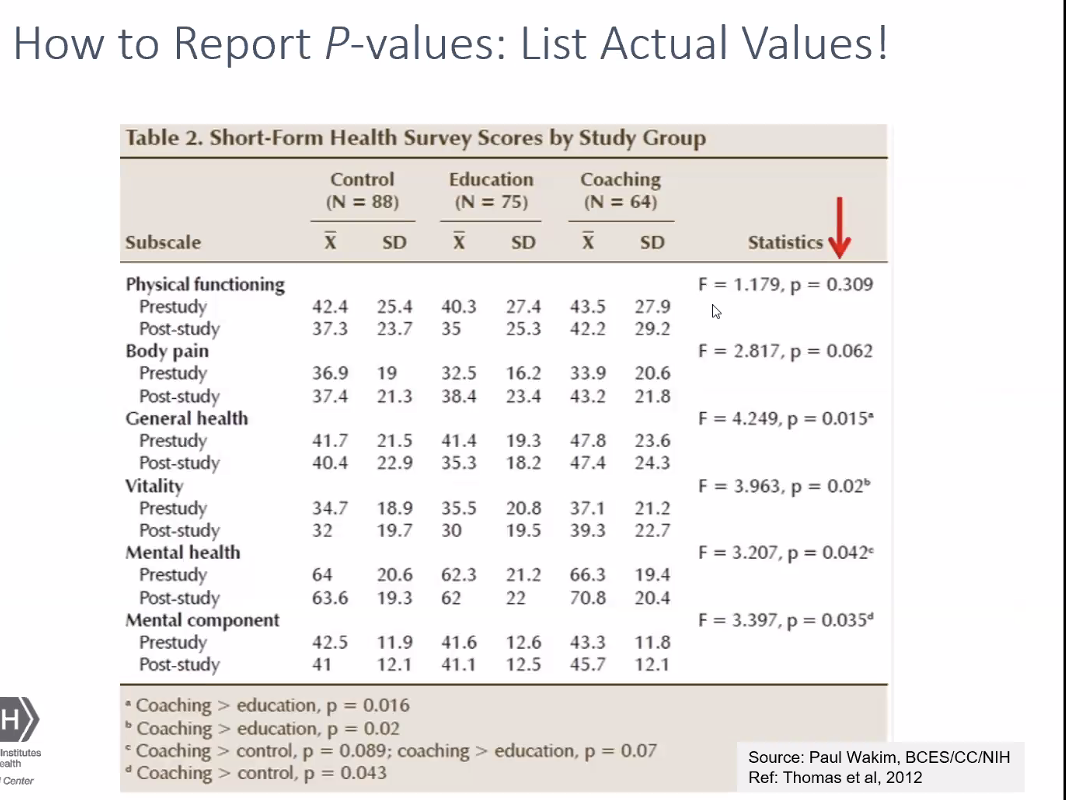 How to Report P-values: List Actual Values!
Table 2. Short-Form Health Survey Scores by Study Group
Control Education Coaching
(N = 88) (N = 75) (N = 64)
Subscale X̅ SD X̅ SD X̅ SD Statistics
Physical functioning F = 1.179, p = 0.309
Prestudy 42.4 25.4 40.3 27.4 43.5 27.9
Post-study 37.3 23.7 35 25.3 42.2 29.2
Body pain F = 2.817, p = 0.062
Prestudy 36.9 19 32.5 16.2 33.9 20.6
Post-study 37.4 21.3 38.4 23.4 43.2 21.8
General health F = 4.249, p = 0.015ᵃ
Prestudy 41.7 21.5 41.4 19.3 47.8 23.6
Post-study 40.4 22.9 35.3 18.2 47.4 24.3
Vitality F = 3.963, p = 0.02ᵇ
Prestudy 34.7 18.9 35.5 20.8 37.1 21.2
Post-study 32 19.7 30 19.5 39.3 22.7
Mental health F = 3.207, p = 0.042ᶜ
Prestudy 64 20.6 62.3 21.2 66.3 19.4
Post-study 63.6 19.3 62 22 70.8 20.4
Mental component F = 3.397, p = 0.035ᵈ
Prestudy 42.5 11.9 41.6 12.6 43.3 11.8
Post-study 41 12.1 41.1 12.5 45.7 12.1
ᵃ Coaching > education, p = 0.016
ᵇ Coaching > education, p = 0.02
ᶜ Coaching > control, p = 0.089; coaching > education, p = 0.07
ᵈ Coaching > control, p = 0.043
H
Institutes
ealth
Center
Source: Paul Wakim, BCES/CC/NIH
Ref: Thomas et al, 2012